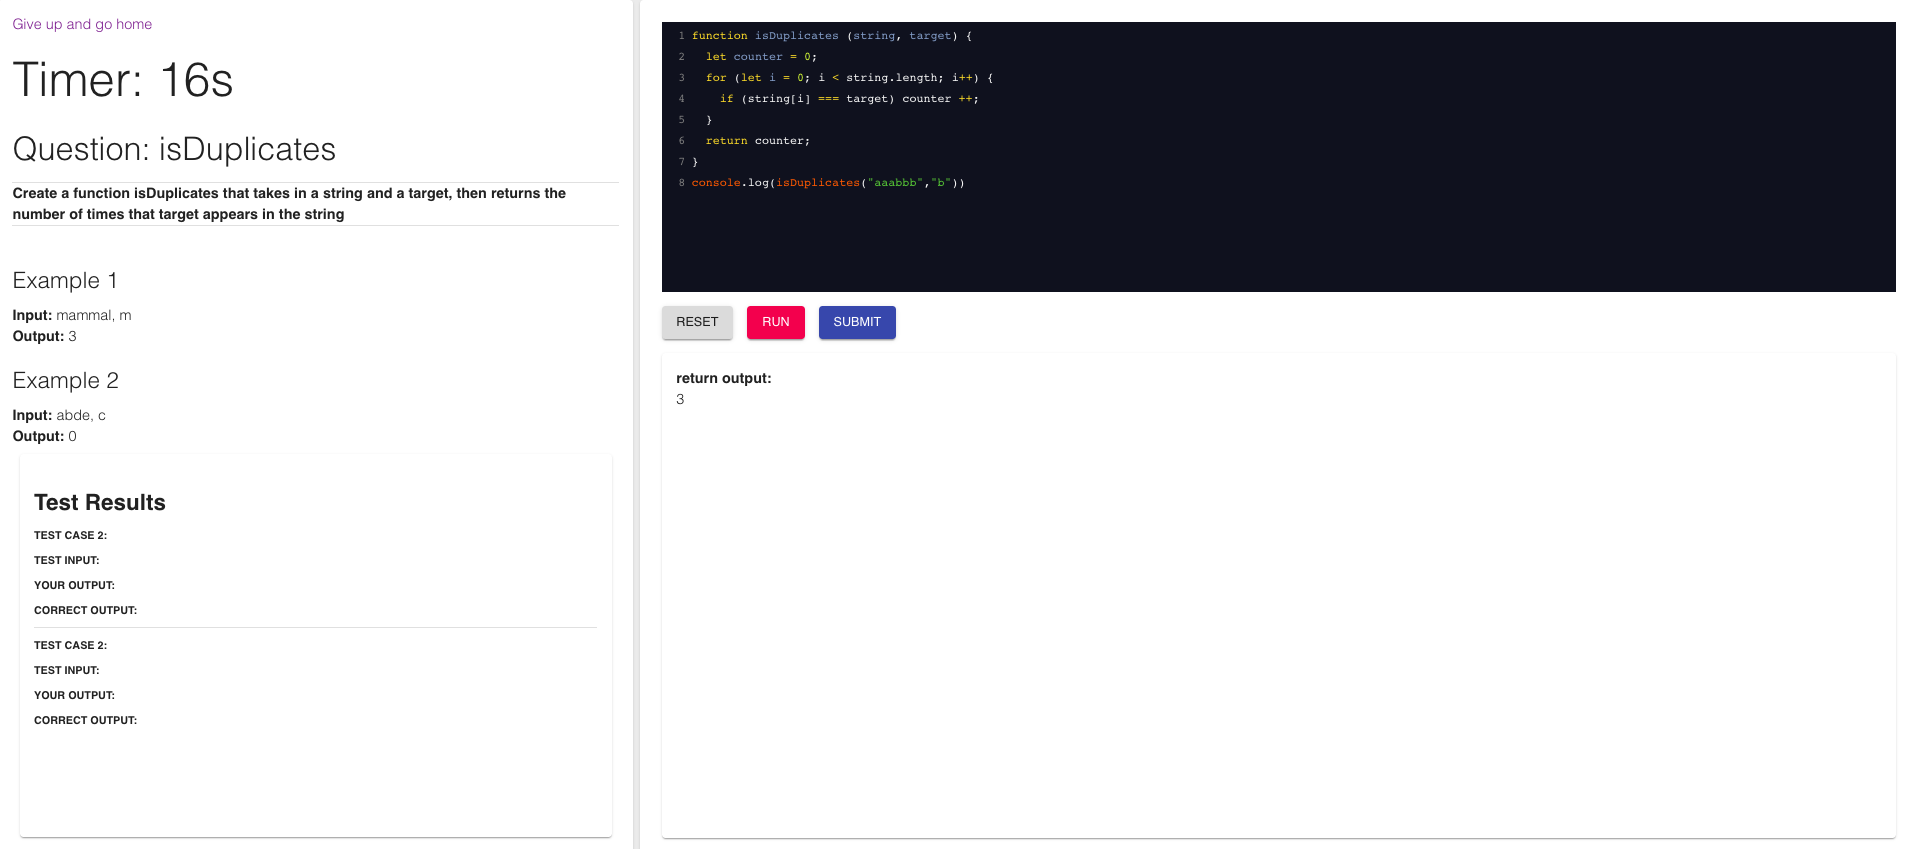 Give up and go home
Timer: 16s
Question: isDuplicates
Create a function isDuplicates that takes in a string and a target, then returns the
number of times that target appears in the string
Example 1
Input: mammal, m
Output: 3
Example 2
Input: abde, c
Output: 0
Test Results
TEST CASE 2:
TEST INPUT:
YOUR OUTPUT:
CORRECT OUTPUT:
TEST CASE 2:
TEST INPUT:
YOUR OUTPUT:
CORRECT OUTPUT:
1 function isDuplicates (string, target) {
2   let counter = 0;
3   for (let i = 0; i < string.length; i++) {
4     if (string[i] === target) counter ++;
5   }
6   return counter;
7 }
8 console.log(isDuplicates("aaabbb","b"))
RESET RUN SUBMIT
return output:
3